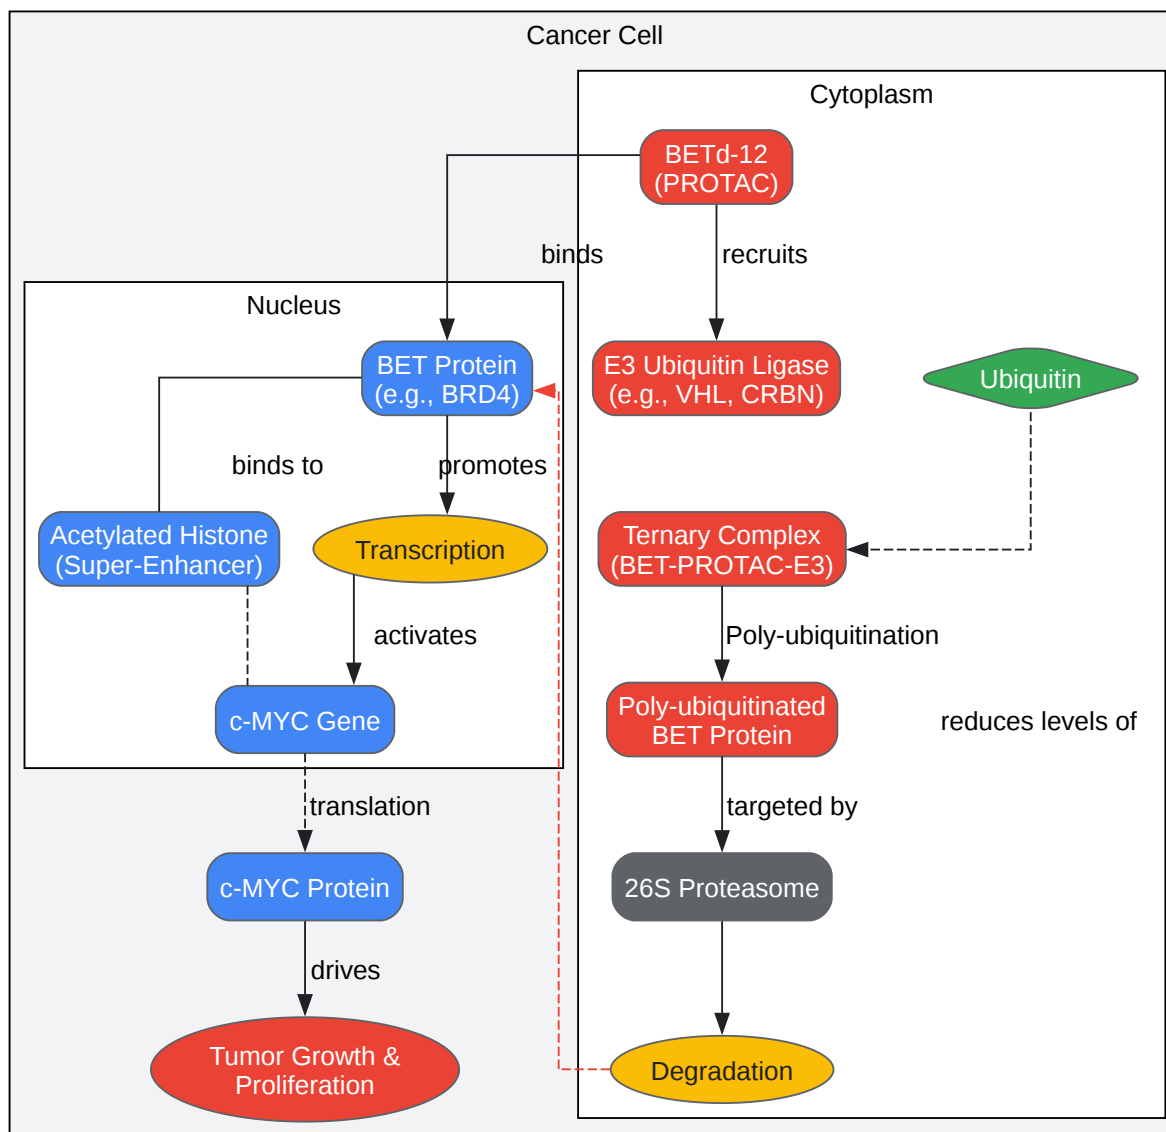 Cancer Cell
Cytoplasm
BETd-12
(PROTAC)
binds
recruits
Nucleus
BET Protein
(e.g., BRD4)
E3 Ubiquitin Ligase
(e.g., VHL, CRBN)
Ubiquitin
binds to
promotes
Acetylated Histone
(Super-Enhancer)
Transcription
Ternary Complex
(BET-PROTAC-E3)
activates
Poly-ubiquitination
c-MYC Gene
Poly-ubiquitinated
BET Protein
reduces levels of
translation
targeted by
c-MYC Protein
26S Proteasome
drives
Tumor Growth &
Proliferation
Degradation